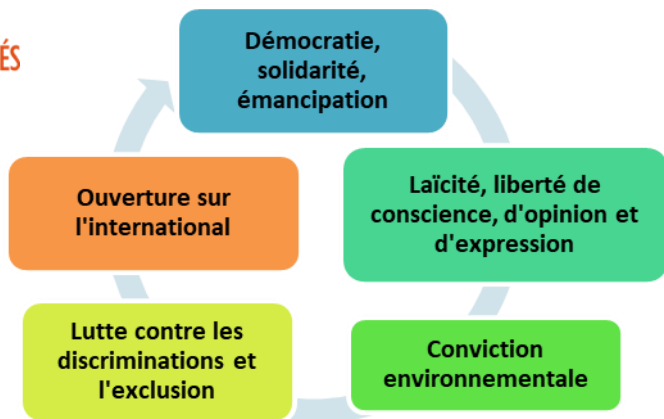 ÉS
Démocratie,
solidarité,
émancipation
Laïcité, liberté de
conscience, d'opinion et
d'expression
Conviction
environnementale
Lutte contre les
discriminations et
l'exclusion
Ouverture sur
l'international